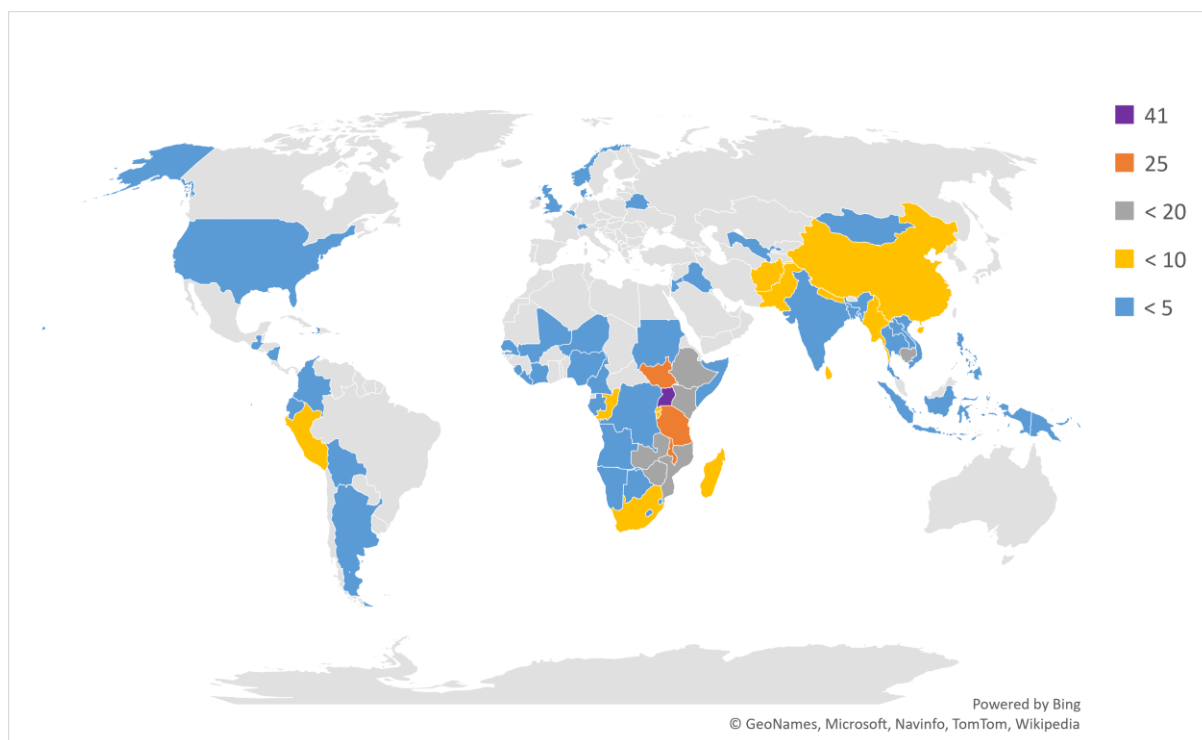 41
25
< 20
< 10
< 5
Powered by Bing
© GeoNames, Microsoft, Navinfo, TomTom, Wikipedia